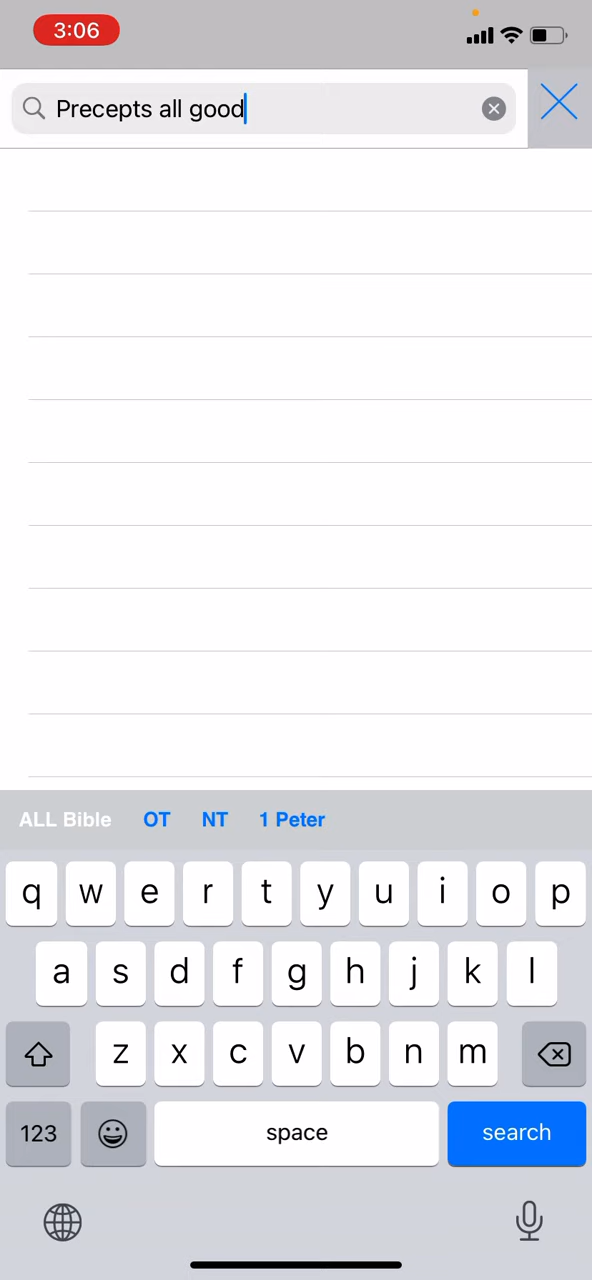 3:06
Precepts all good
ALL Bible OT NT 1 Peter
q w e r t y u i o p
a s d f g h j k l
z x c v b n m
123 space search